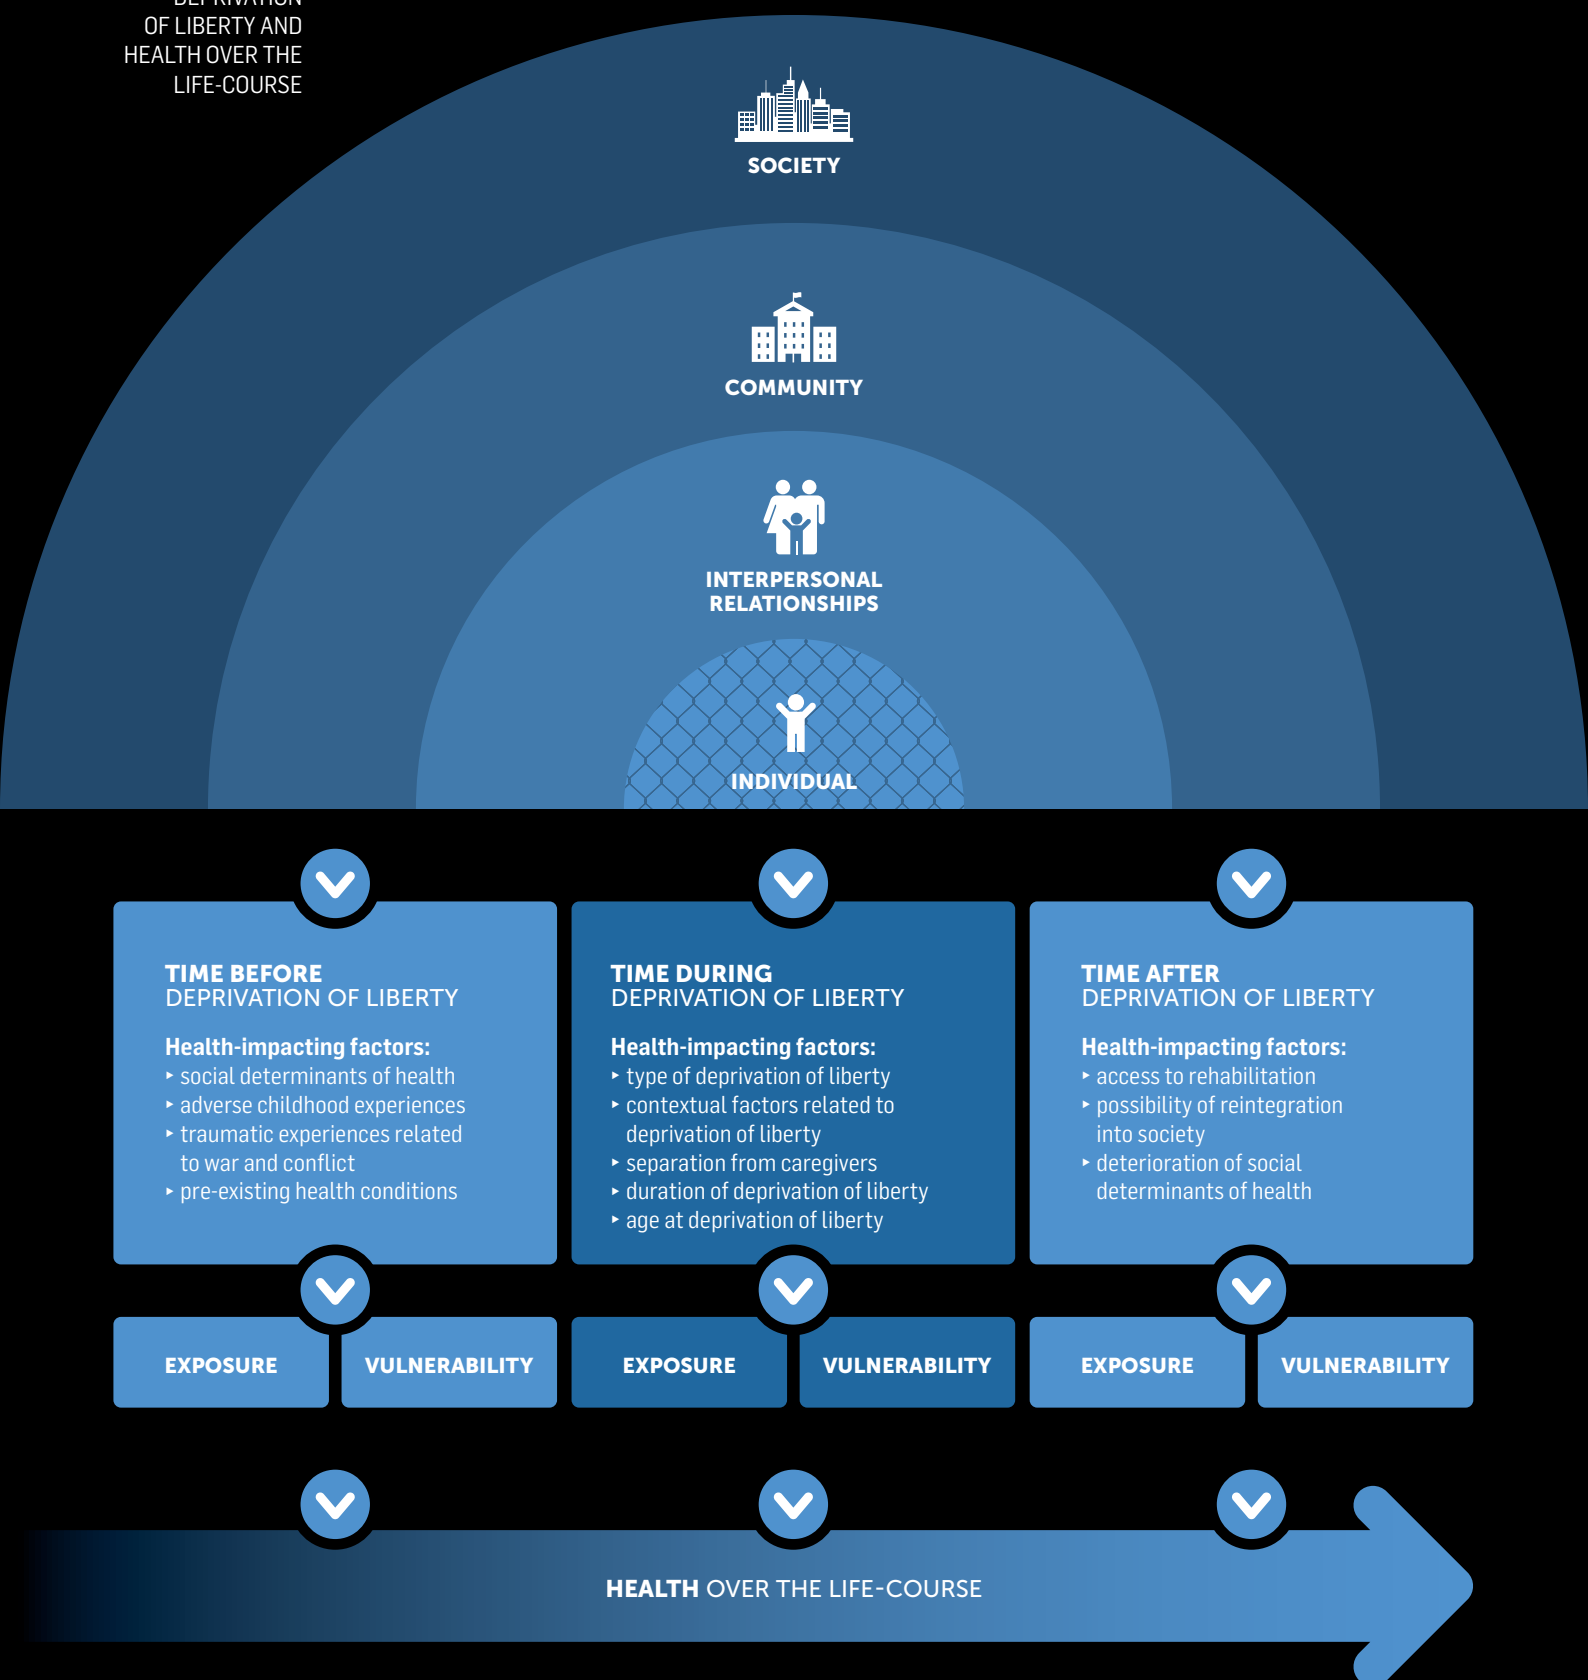 DEPRIVATION
OF LIBERTY AND
HEALTH OVER THE
LIFE-COURSE
SOCIETY
COMMUNITY
INTERPERSONAL
RELATIONSHIPS
INDIVIDUAL
TIME BEFORE
DEPRIVATION OF LIBERTY
Health-impacting factors:
‣ social determinants of health
‣ adverse childhood experiences
‣ traumatic experiences related
to war and conflict
‣ pre-existing health conditions
TIME DURING
DEPRIVATION OF LIBERTY
Health-impacting factors:
‣ type of deprivation of liberty
‣ contextual factors related to
deprivation of liberty
‣ separation from caregivers
‣ duration of deprivation of liberty
‣ age at deprivation of liberty
TIME AFTER
DEPRIVATION OF LIBERTY
Health-impacting factors:
‣ access to rehabilitation
‣ possibility of reintegration
into society
‣ deterioration of social
determinants of health
EXPOSURE
VULNERABILITY
EXPOSURE
VULNERABILITY
EXPOSURE
VULNERABILITY
HEALTH OVER THE LIFE-COURSE